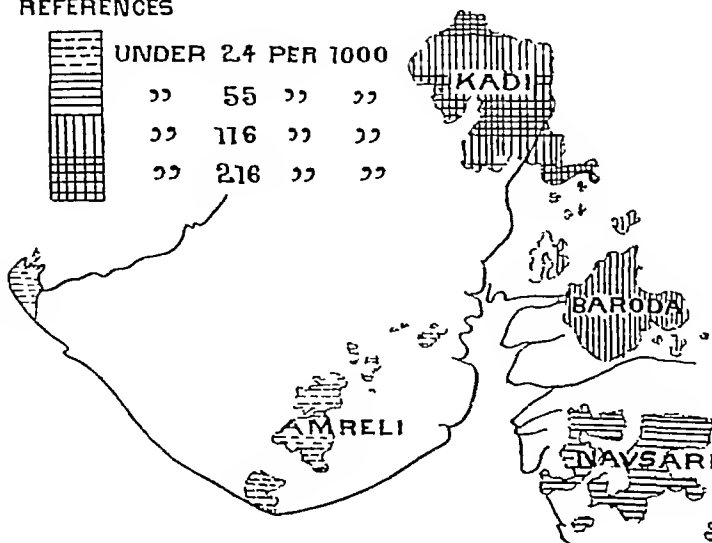 REFERENCES
UNDER 24 PER 1000
” 55 ” ”
” 116 ” ”
” 216 ” ”
KADI
BARODA
AMRELI
NAVSARI